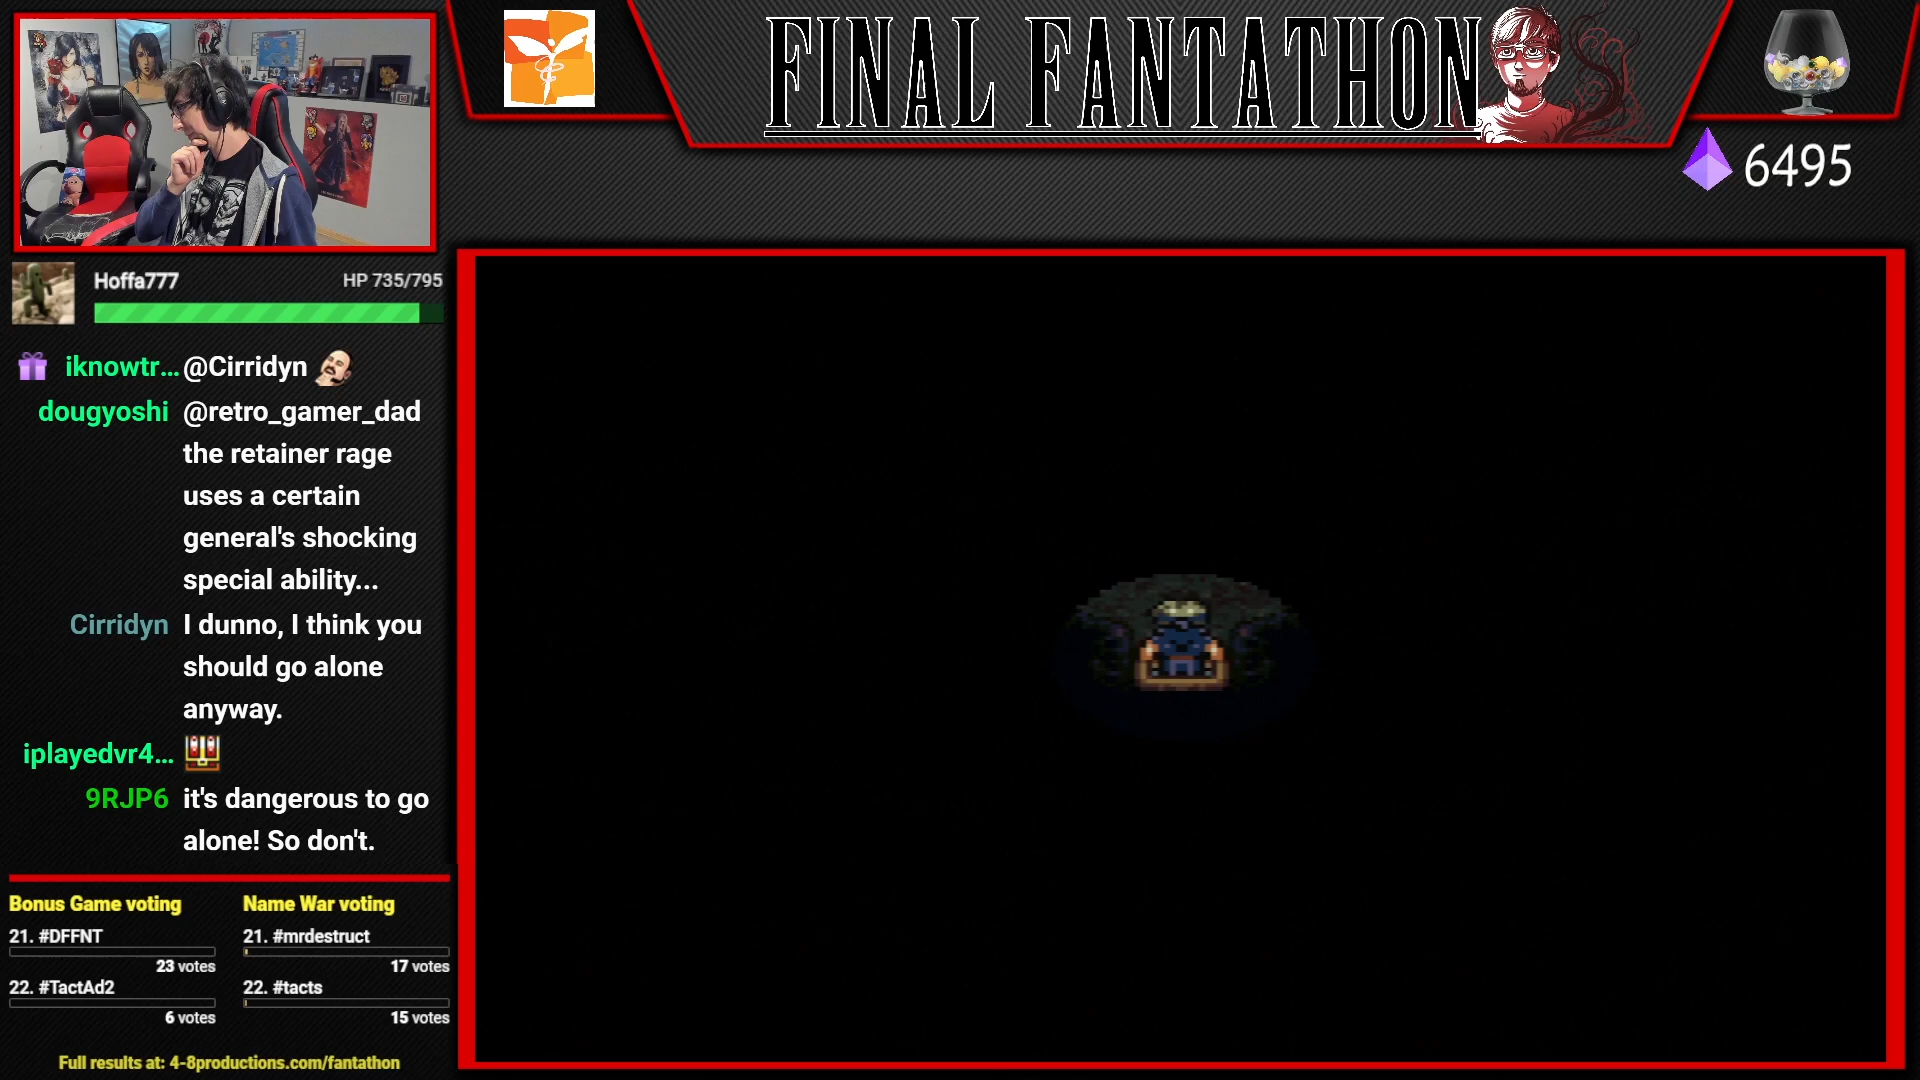 FINAL FANTATHON
6495
Hoffa777 HP 735/795
iknowtr... @Cirridyn
dougyoshi @retro_gamer_dad
the retainer rage
uses a certain
general's shocking
special ability...
Cirridyn I dunno, I think you
should go alone
anyway.
iplayedvr4...
9RJP6 it's dangerous to go
alone! So don't.
Bonus Game voting
21. #DFFNT
23 votes
22. #TactAd2
6 votes
Name War voting
21. #mrdestruct
17 votes
22. #tacts
15 votes
Full results at: 4-8productions.com/fantathon